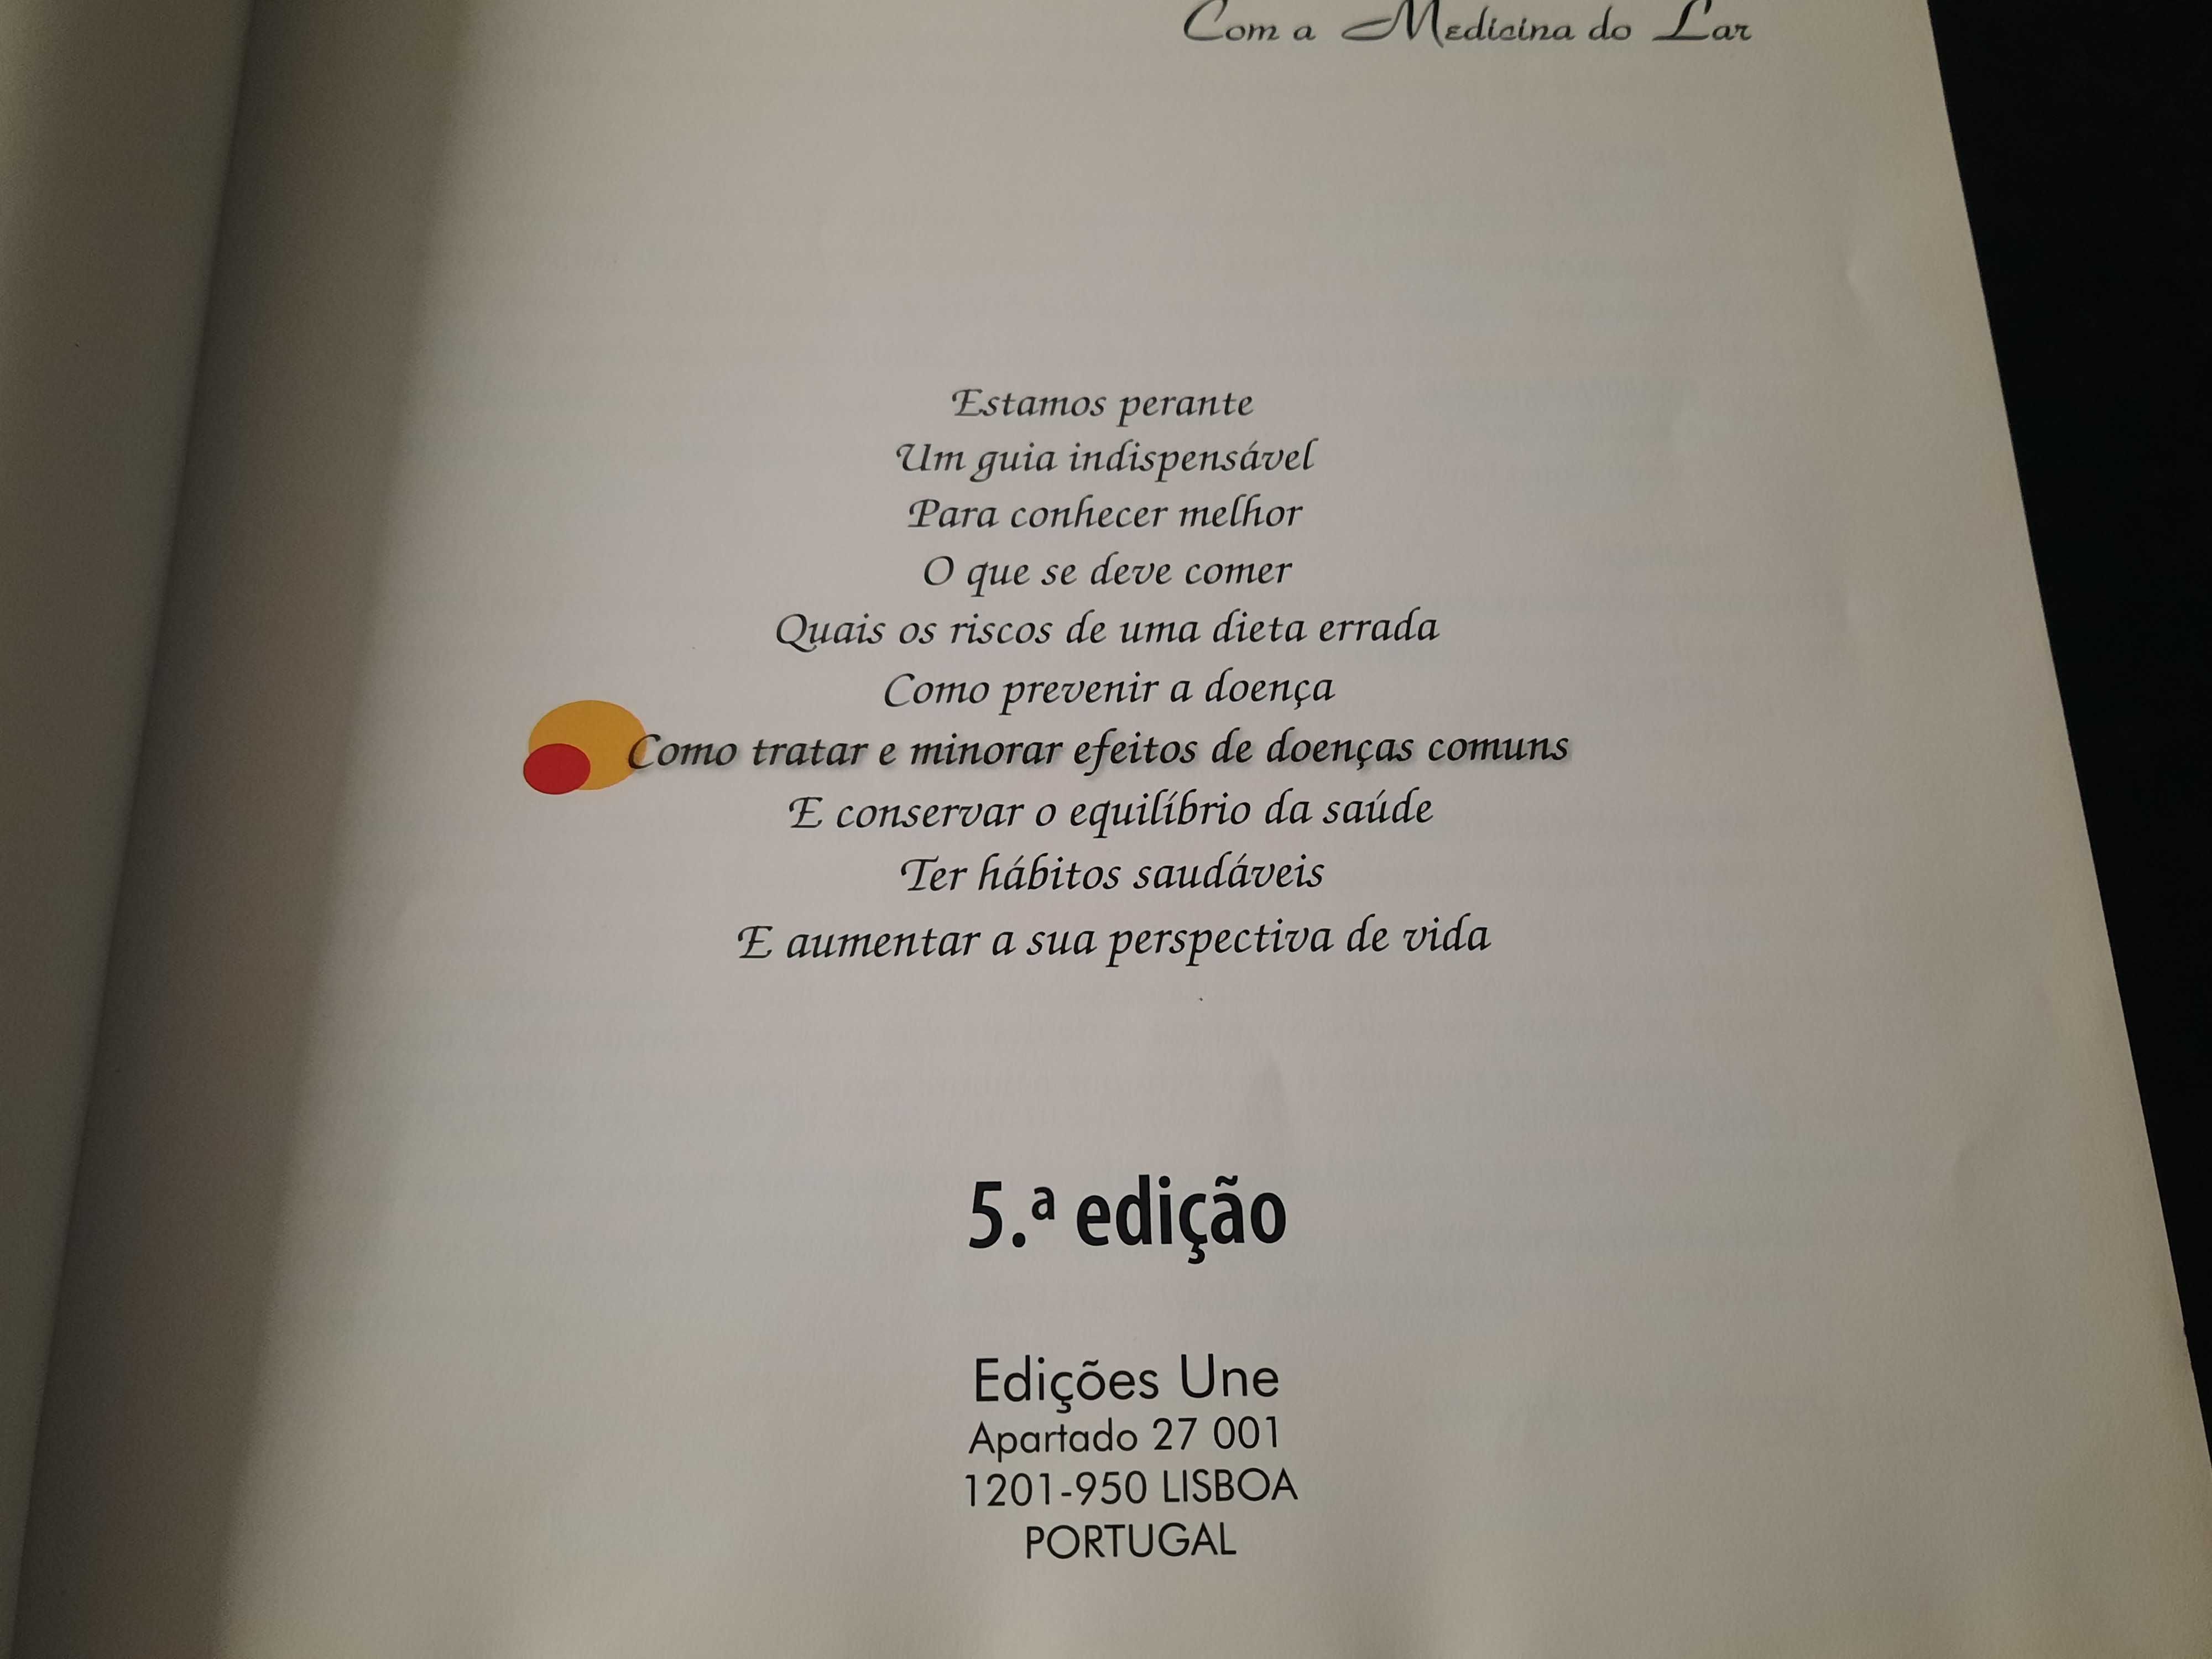 Com a Medicina do Lar
Estamos perante
Um guia indispensável
Para conhecer melhor
O que se deve comer
Quais os riscos de uma dieta errada
Como prevenir a doença
Como tratar e minorar efeitos de doenças comuns
E conservar o equilíbrio da saúde
Ter hábitos saudáveis
E aumentar a sua perspectiva de vida
5.ª edição
Edições Une
Apartado 27 001
1201-950 LISBOA
PORTUGAL